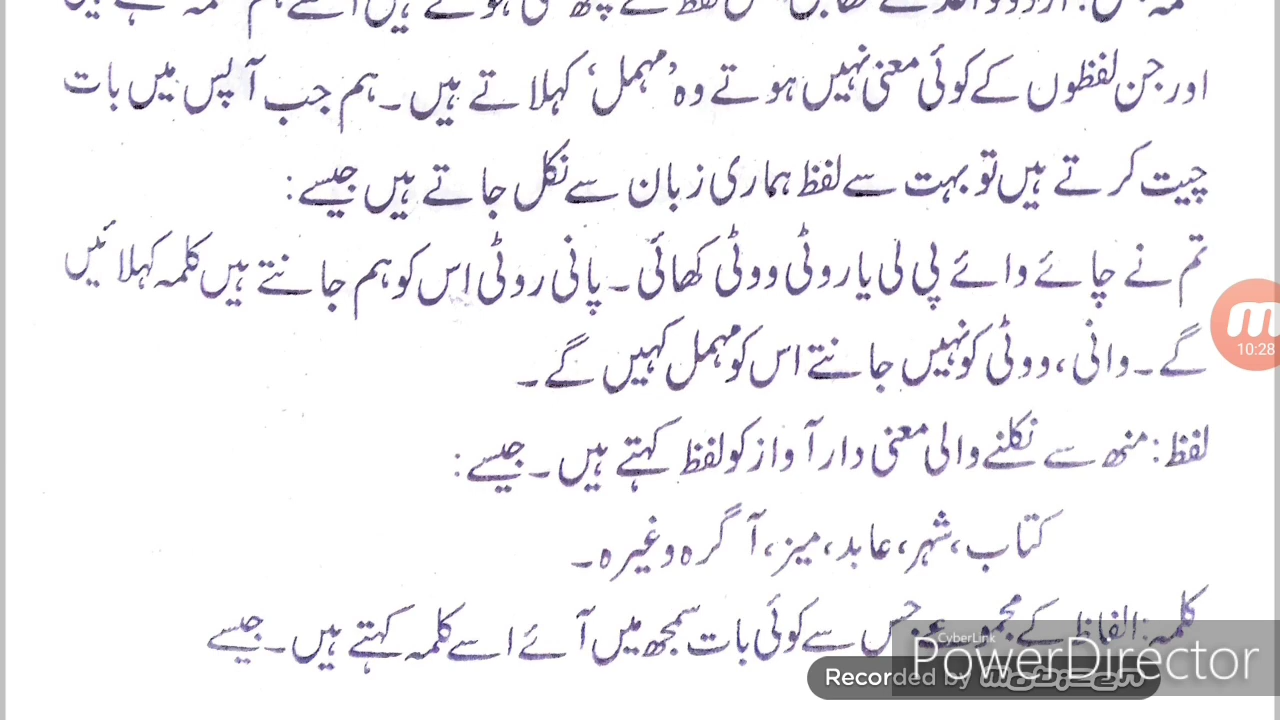 اور جن لفظوں کے کوئی معنی نہیں ہوتے وہ ’مہمل‘ کہلاتے ہیں۔ ہم جب آپس میں بات
چیت کرتے ہیں تو بہت سے لفظ ہماری زبان سے نکل جاتے ہیں جیسے:
تم نے چائے وائے پی لی یا روٹی ووٹی کھائی۔ پانی روٹی اس کو ہم جانتے ہیں کلمہ کہلائیں
گے۔ وانی، ووٹی کو نہیں جانتے اس کو مہمل کہیں گے۔
لفظ: منھ سے نکلنے والی معنی دار آواز کو لفظ کہتے ہیں۔ جیسے:
کتاب، شہر، عابد، میز، آگرہ وغیرہ۔
کلمہ: الفاظ کے مجموعے جس سے کوئی بات سمجھ میں آئے اسے کلمہ کہتے ہیں۔ جیسے
10:28
CyberLink
PowerDirector
Recorded by